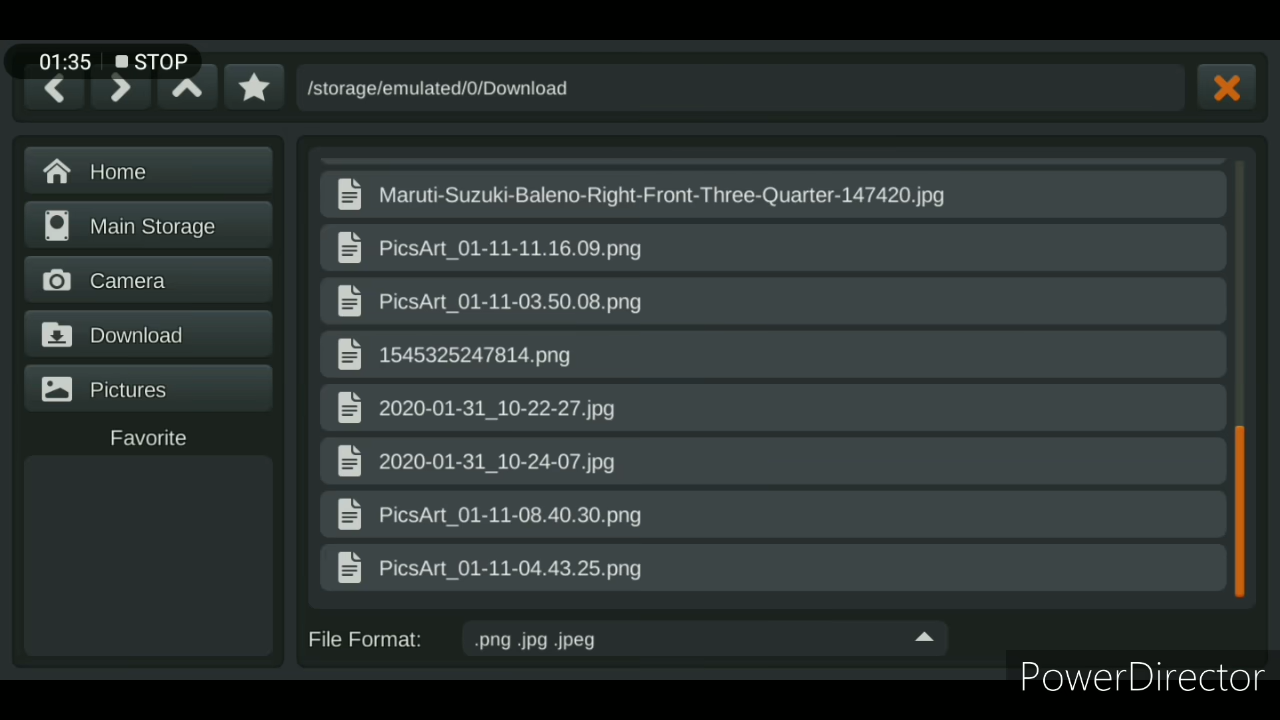 01:35 STOP
/storage/emulated/0/Download
Home
Main Storage
Camera
Download
Pictures
Favorite
Maruti-Suzuki-Baleno-Right-Front-Three-Quarter-147420.jpg
PicsArt_01-11-11.16.09.png
PicsArt_01-11-03.50.08.png
1545325247814.png
2020-01-31_10-22-27.jpg
2020-01-31_10-24-07.jpg
PicsArt_01-11-08.40.30.png
PicsArt_01-11-04.43.25.png
File Format: .png .jpg .jpeg
PowerDirector